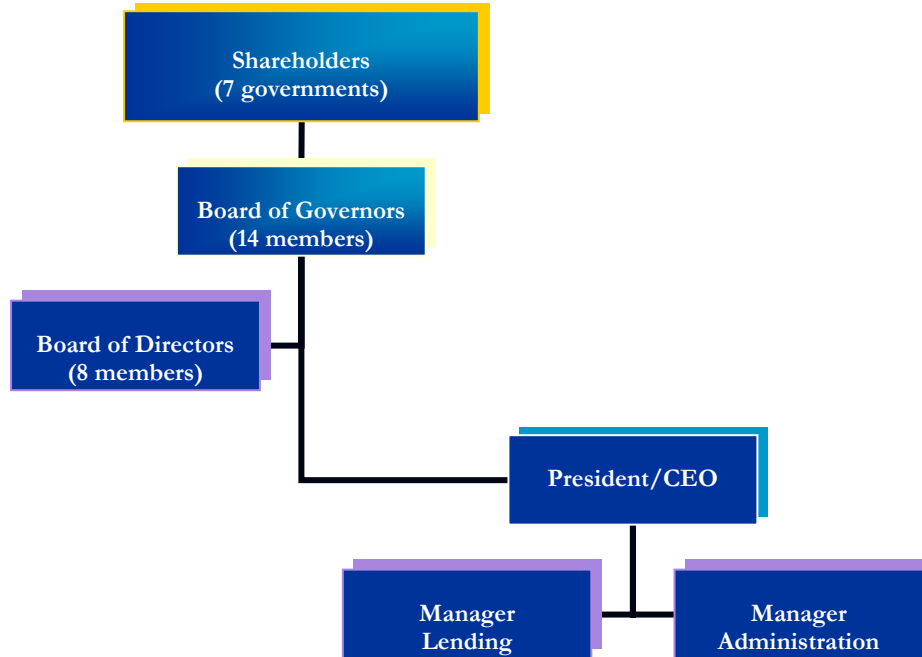 Shareholders
(7 governments)
Board of Governors
(14 members)
Board of Directors
(8 members)
President/CEO
Manager
Lending
Manager
Administration